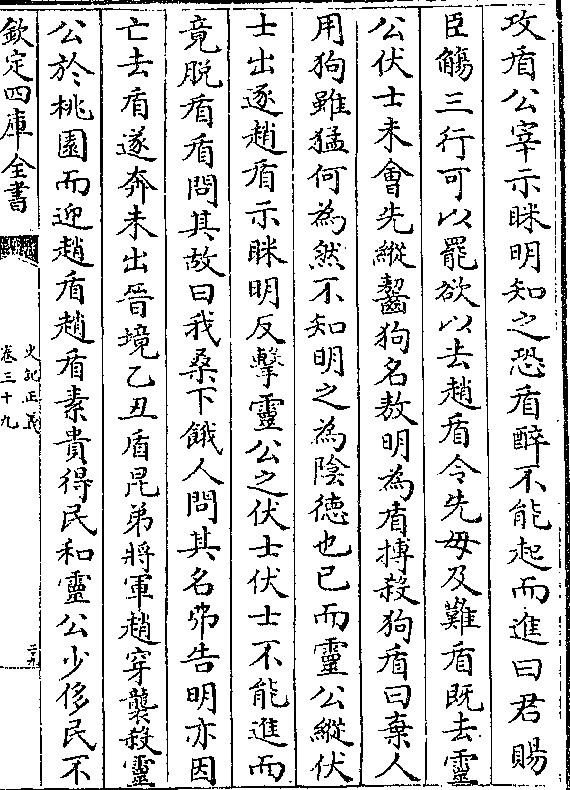 攻盾公宰示眯明知之恐盾醉不能起而進曰君賜
臣觴三行可以罷欲以去趙盾令先毋及難盾既去靈
公伏士未會先縱齧狗名敖明為盾搏殺狗盾曰棄人
用狗雖猛何為然不知明之為陰德也已而靈公縱伏
士出逐趙盾示眯明反擊靈公之伏士伏士不能進而
竟脫盾盾問其故曰我桑下餓人問其名弗告明亦因
亡去盾遂奔未出晉境乙丑盾昆弟將軍趙穿襲殺靈
公於桃園而迎趙盾趙盾素貴得民和靈公少侈民不
欽定四庫全書
史記正義
卷三十九